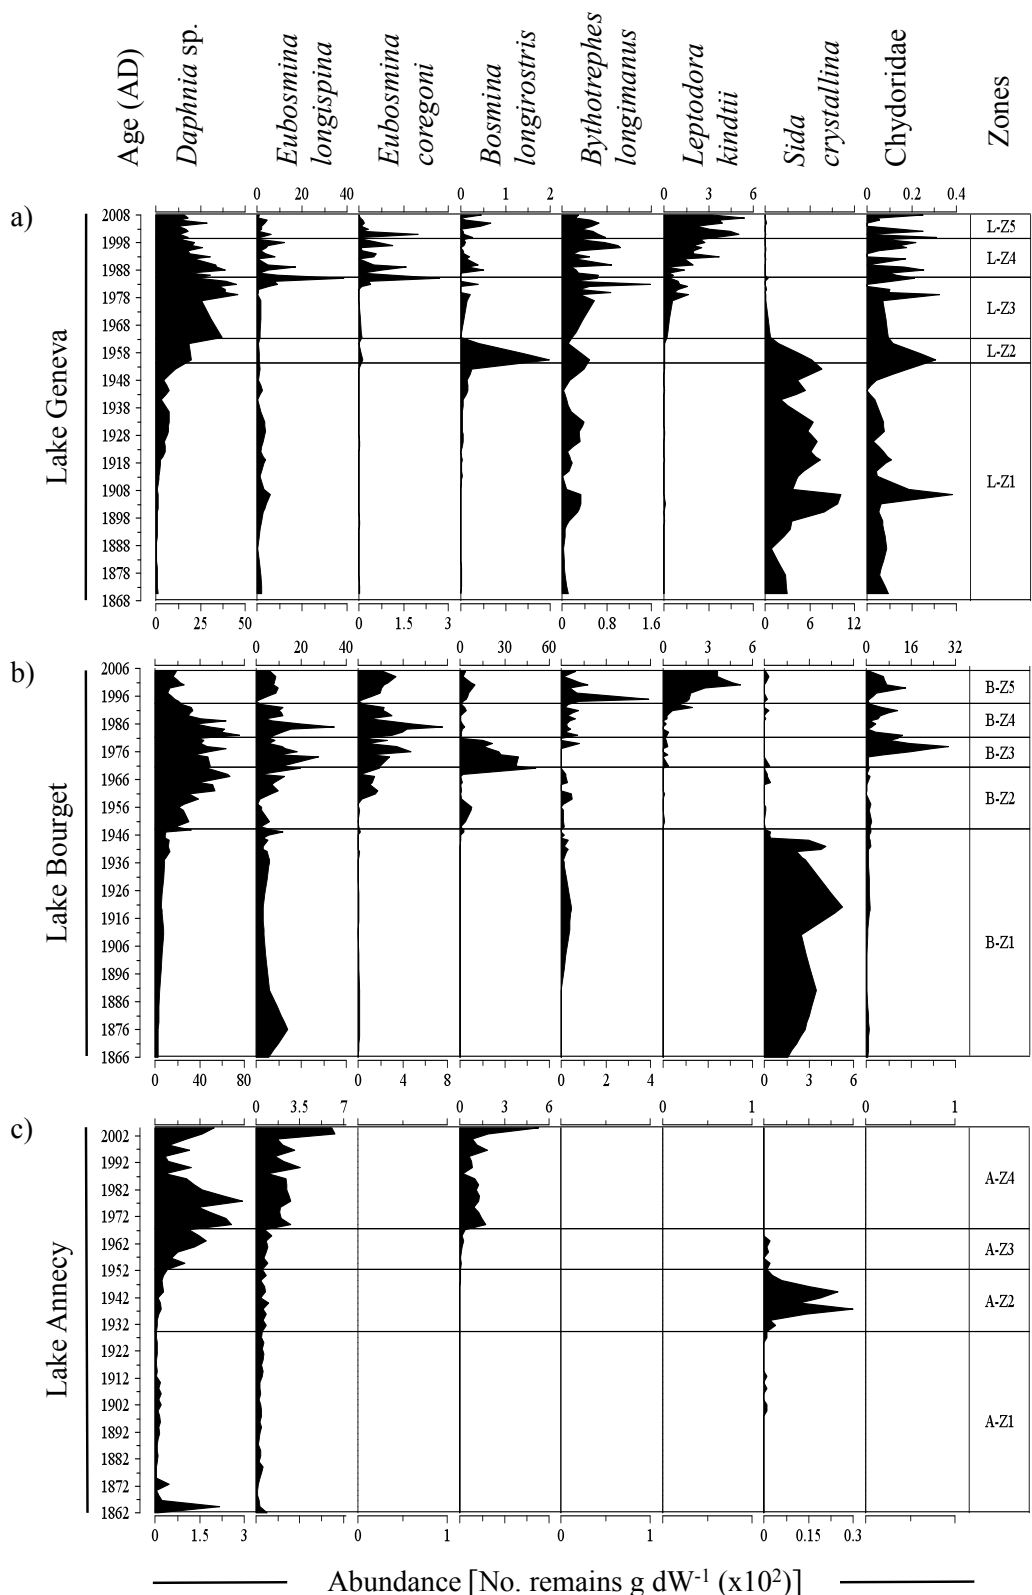 Age (AD)
Daphnia sp.
Eubosmina
longispina
Eubosmina
coregoni
Bosmina
longirostris
Bythotrephes
longimanus
Leptodora
kindtii
Sida
crystallina
Chydoridae
Zones
a)
Lake Geneva
0 20 40
0 1 2
0 3 6
0 0.2 0.4
2008
1998
1988
1978
1968
1958
1948
1938
1928
1918
1908
1898
1888
1878
1868
L-Z5
L-Z4
L-Z3
L-Z2
L-Z1
0 25 50
0 1.5 3
0 0.8 1.6
0 6 12
b)
Lake Bourget
0 20 40
0 30 60
0 3 6
0 16 32
2006
1996
1986
1976
1966
1956
1946
1936
1926
1916
1906
1896
1886
1876
1866
B-Z5
B-Z4
B-Z3
B-Z2
B-Z1
0 40 80
0 4 8
0 2 4
0 3 6
c)
Lake Annecy
0 3.5 7
0 3 6
0 1
0 1
2002
1992
1982
1972
1962
1952
1942
1932
1922
1912
1902
1892
1882
1872
1862
A-Z4
A-Z3
A-Z2
A-Z1
0 1.5 3
0 1
0 1
0 0.15 0.3
Abundance [No. remains g dW⁻¹ (x10²)]